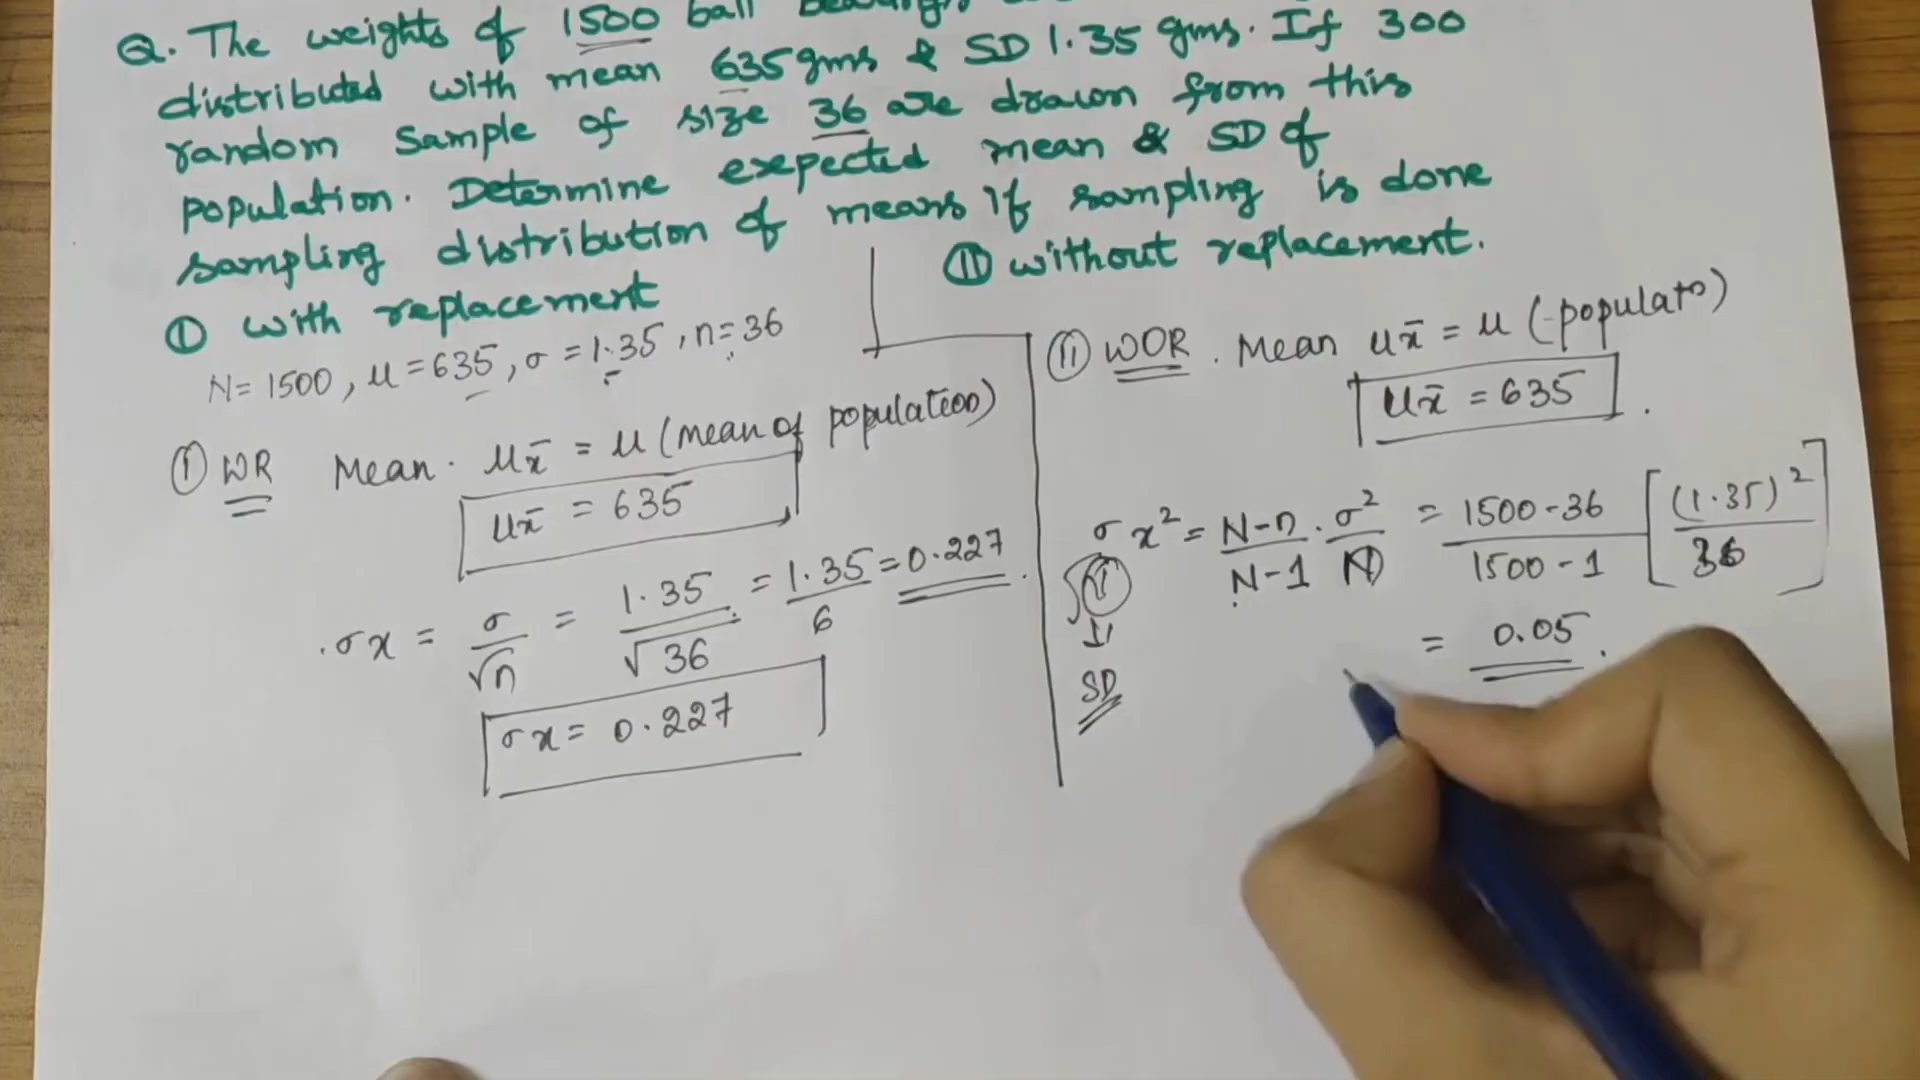 Q. The weights of 1500 ball
distributed with mean 635gms & SD 1.35 gms. If 300
random sample of size 36 are drawn from this
population. Determine exepected mean & SD of
sampling distribution of means if sampling is done
Ⓘ with replacement
Ⓘⓘ without replacement.
N= 1500, μ=635, σ=1.35, n=36
Ⓘ WR Mean. μx̄ = μ (mean of population)
μx̄ = 635
.σx = σ/√n = 1.35/√36 = 1.35/6 = 0.227.
σx = 0.227
ⓘⓘ WOR. Mean μx̄ = μ (populato)
μx̄ = 635.
σx² = N-n/N-1 . σ²/n = 1500-36/1500-1 [(1.35)²/36]
= 0.05.
SD